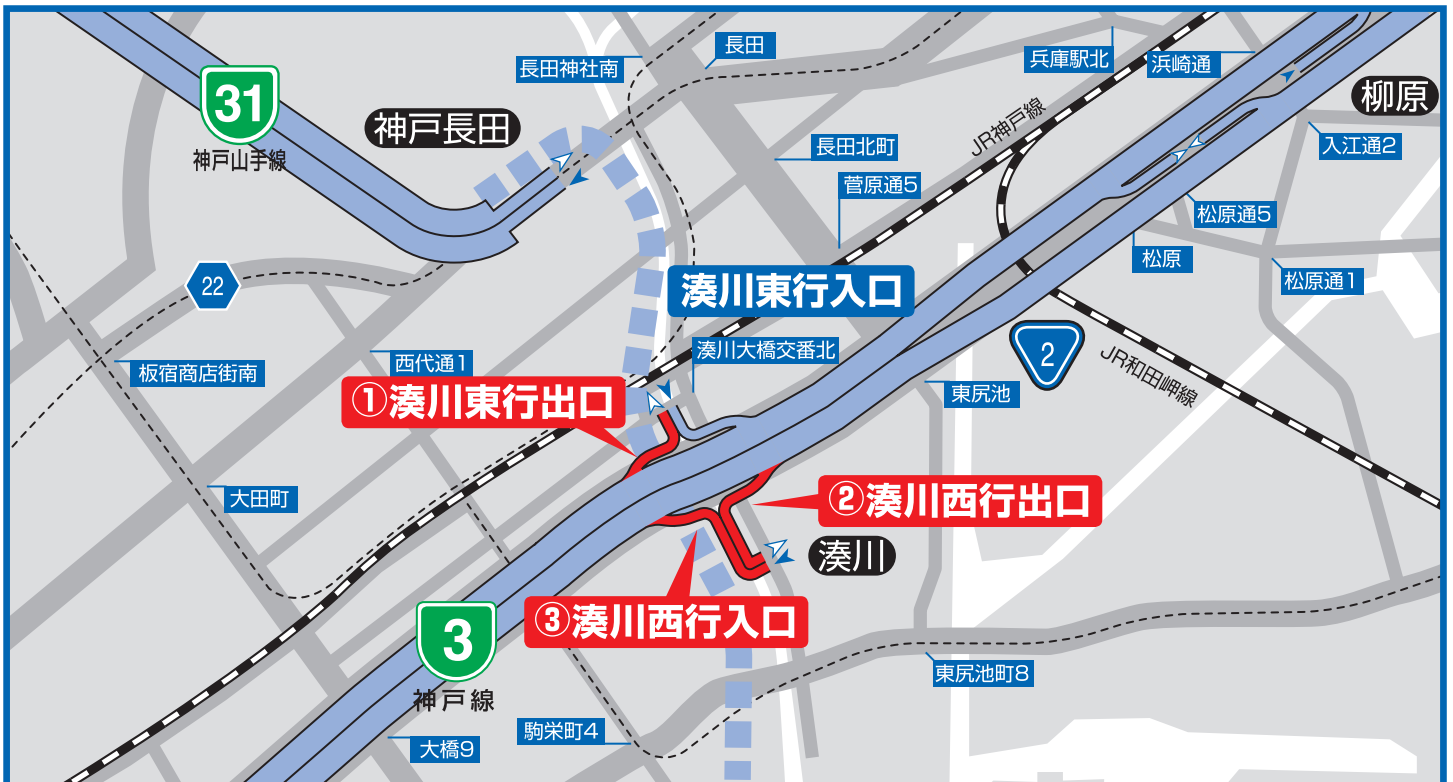 長田神社南
長田
兵庫駅北
浜崎通
31
神戸山手線
神戸長田
柳原
JR神戸線
入江通2
長田北町
菅原通5
松原通5
松原
松原通1
22
湊川東行入口
2
JR和田岬線
板宿商店街南
西代通1
湊川大橋交番北
東尻池
①湊川東行出口
大田町
②湊川西行出口
湊川
③湊川西行入口
3
神戸線
東尻池町8
駒栄町4
大橋9